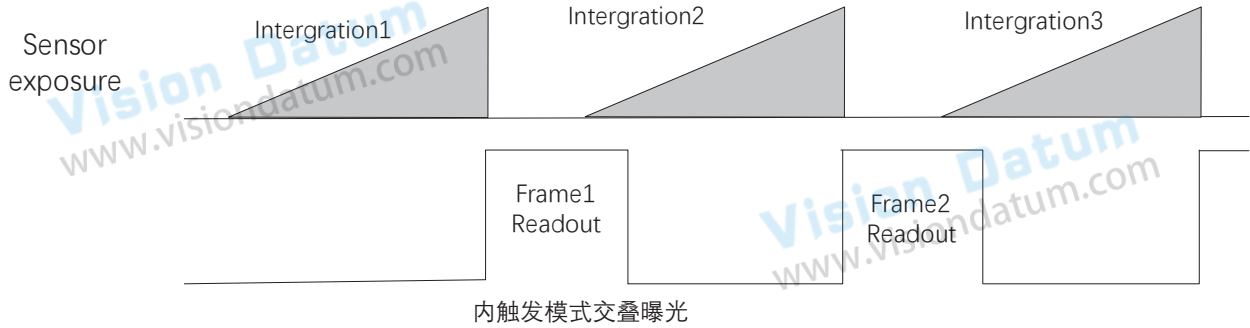 Intergration1
Intergration2
Intergration3
Sensor
exposure
Vision Datum
www.visiondatum.com
Frame1
Readout
Frame2
Readout
Vision Datum
www.visiondatum.com
内触发模式交叠曝光